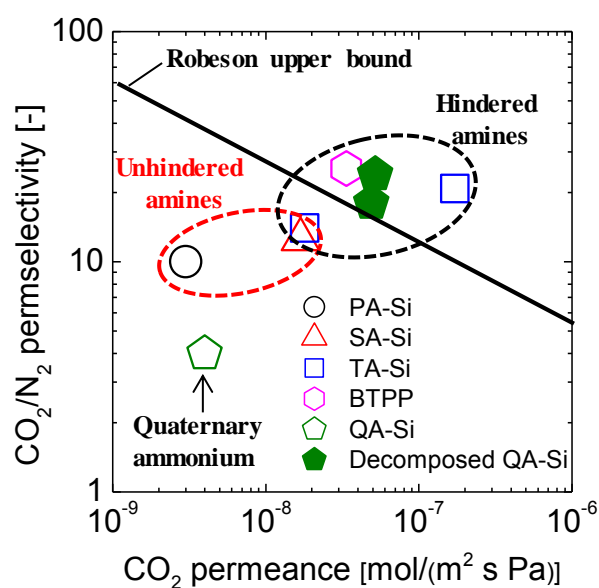 100
Robeson upper bound
Hindered
amines
Unhindered
amines
10
PA-Si
SA-Si
TA-Si
BTPP
QA-Si
Decomposed QA-Si
Quaternary
ammonium
1
10⁻⁹
10⁻⁸
10⁻⁷
10⁻⁶
CO₂ permeance [mol/(m² s Pa)]
CO₂/N₂ permselectivity [-]